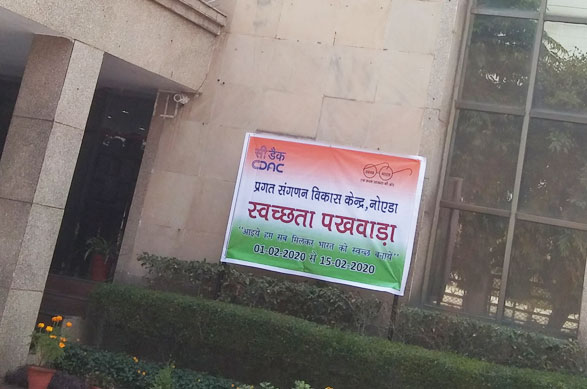 सी डैक
CDAC
प्रगत संगणन विकास केन्द्र, नोएडा
स्वच्छता पखवाड़ा
"आइये हम सब मिलकर भारत को स्वच्छ बनायें"
01-02-2020 से 15-02-2020